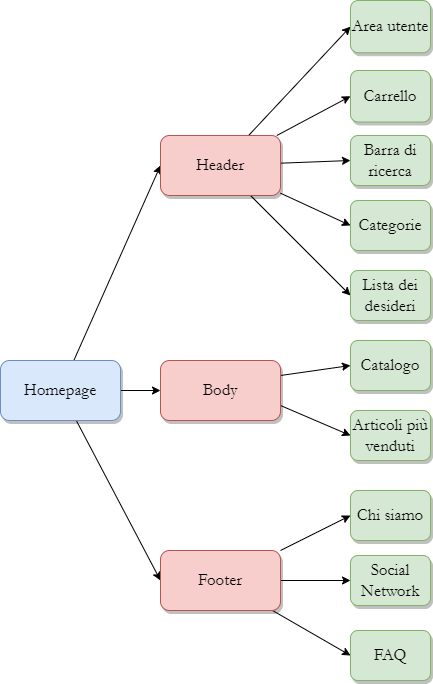 Homepage
Header
Area utente
Carrello
Barra di
ricerca
Categorie
Lista dei
desideri
Body
Catalogo
Articoli più
venduti
Footer
Chi siamo
Social
Network
FAQ